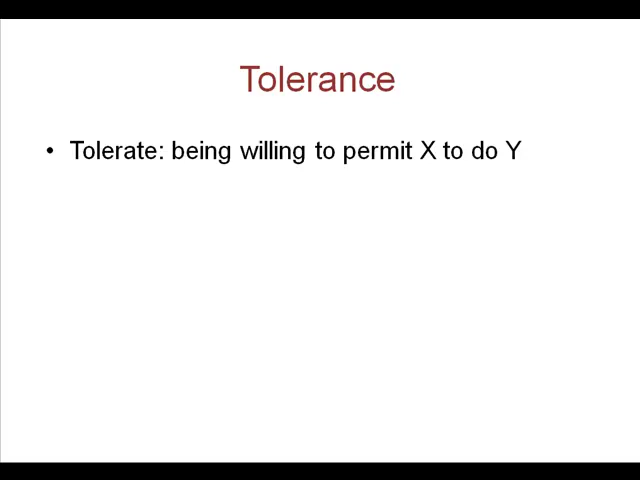 Tolerance
• Tolerate: being willing to permit X to do Y